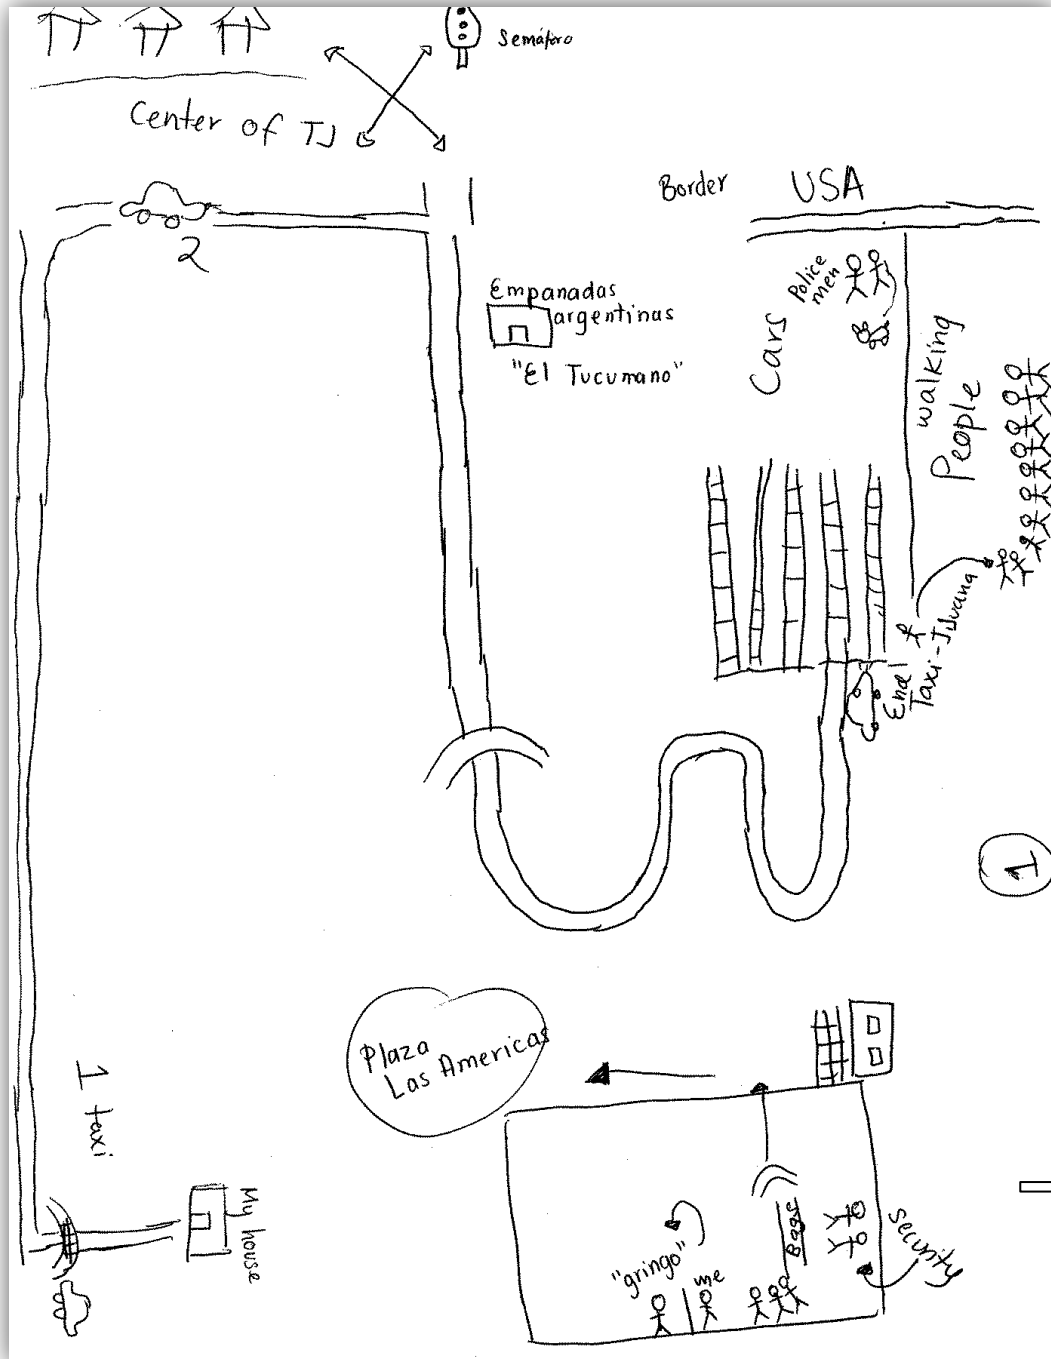 Semáforo
Center of TJ
2
Border
USA
Empanadas
argentinas
"El Tucumano"
Police
men
Cars
walking
People
End
Taxi-Tijuana
1
Plaza
Las Americas
1 taxi
My house
"gringo"
me
Bags
security